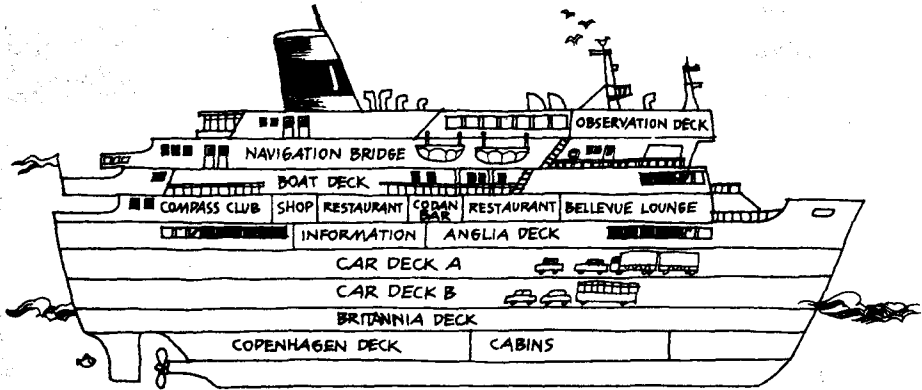 OBSERVATION DECK
NAVIGATION BRIDGE
BOAT DECK
COMPASS CLUB SHOP RESTAURANT CODAN BAR RESTAURANT BELLEVUE LOUNGE
INFORMATION ANGLIA DECK
CAR DECK A
CAR DECK B
BRITANNIA DECK
COPENHAGEN DECK CABINS